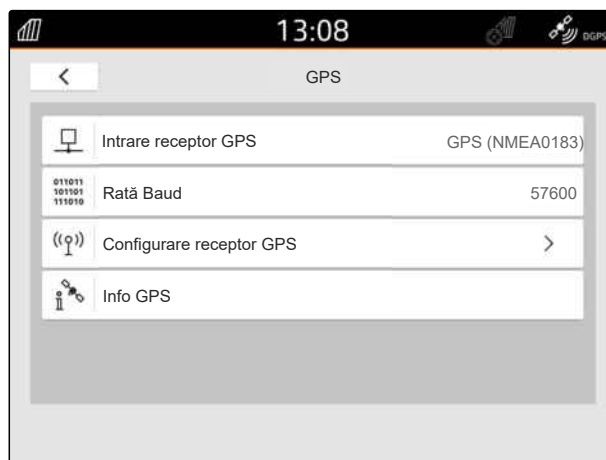 13:08
DGPS
GPS
Intrare receptor GPS
GPS (NMEA0183)
011011
101101
111010
Rată Baud
57600
Configurare receptor GPS
Info GPS